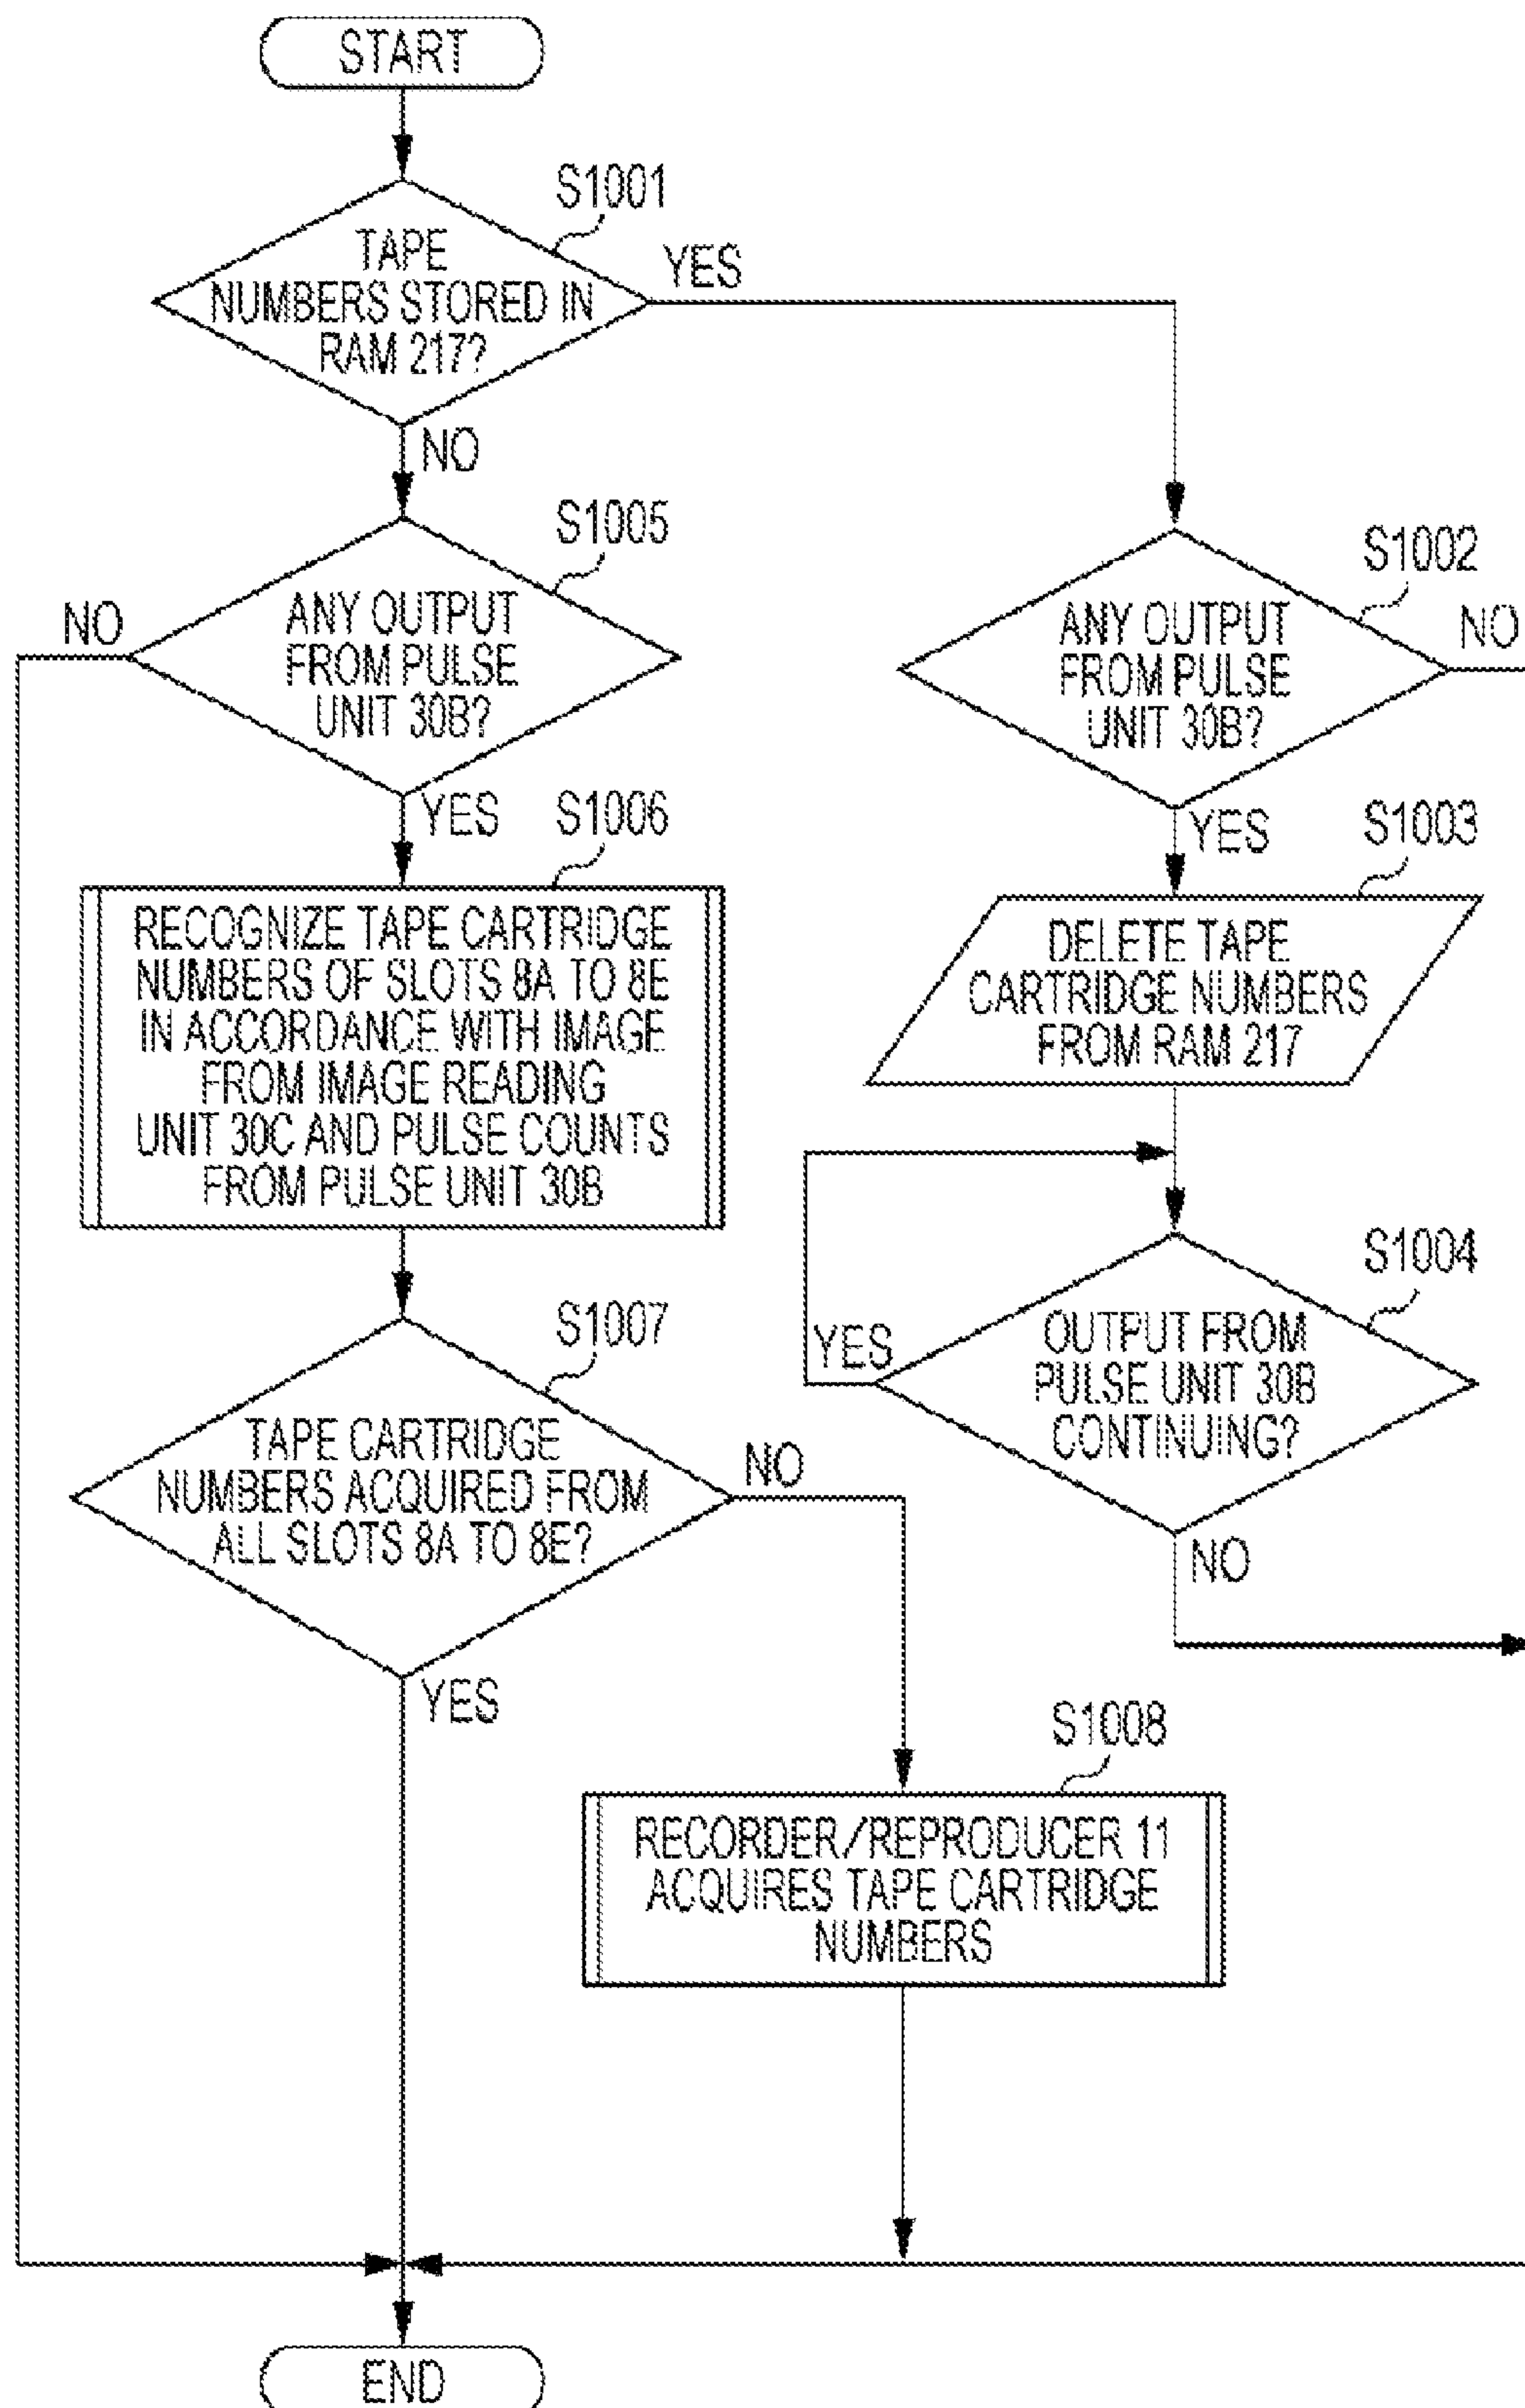 START
S1001
TAPE
NUMBERS STORED IN
RAM 217?
YES
NO
S1005
ANY OUTPUT
FROM PULSE
UNIT 30B?
NO
YES
S1002
ANY OUTPUT
FROM PULSE
UNIT 30B?
NO
YES
S1006
RECOGNIZE TAPE CARTRIDGE
NUMBERS OF SLOTS 8A TO 8E
IN ACCORDANCE WITH IMAGE
FROM IMAGE READING
UNIT 30C AND PULSE COUNTS
FROM PULSE UNIT 30B
S1003
DELETE TAPE
CARTRIDGE NUMBERS
FROM RAM 217
S1004
OUTPUT FROM
PULSE UNIT 30B
CONTINUING?
YES
NO
S1007
TAPE CARTRIDGE
NUMBERS ACQUIRED FROM
ALL SLOTS 8A TO 8E?
NO
YES
S1008
RECORDER/REPRODUCER 11
ACQUIRES TAPE CARTRIDGE
NUMBERS
END